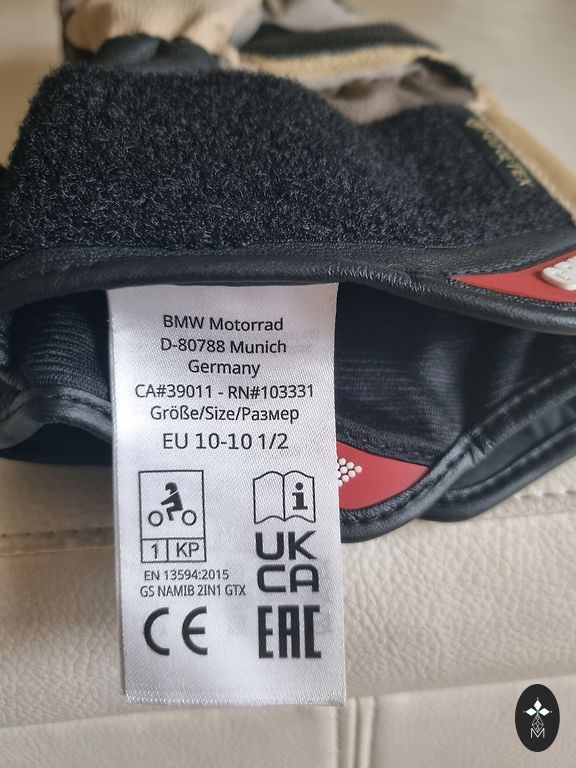 BMW Motorrad
D-80788 Munich
Germany
CA#39011 - RN#103331
Größe/Size/Размер
EU 10-10 1/2
1 KP
EN 13594:2015
GS NAMIB 2IN1 GTX
i
UK
CA
CE
EAC
M